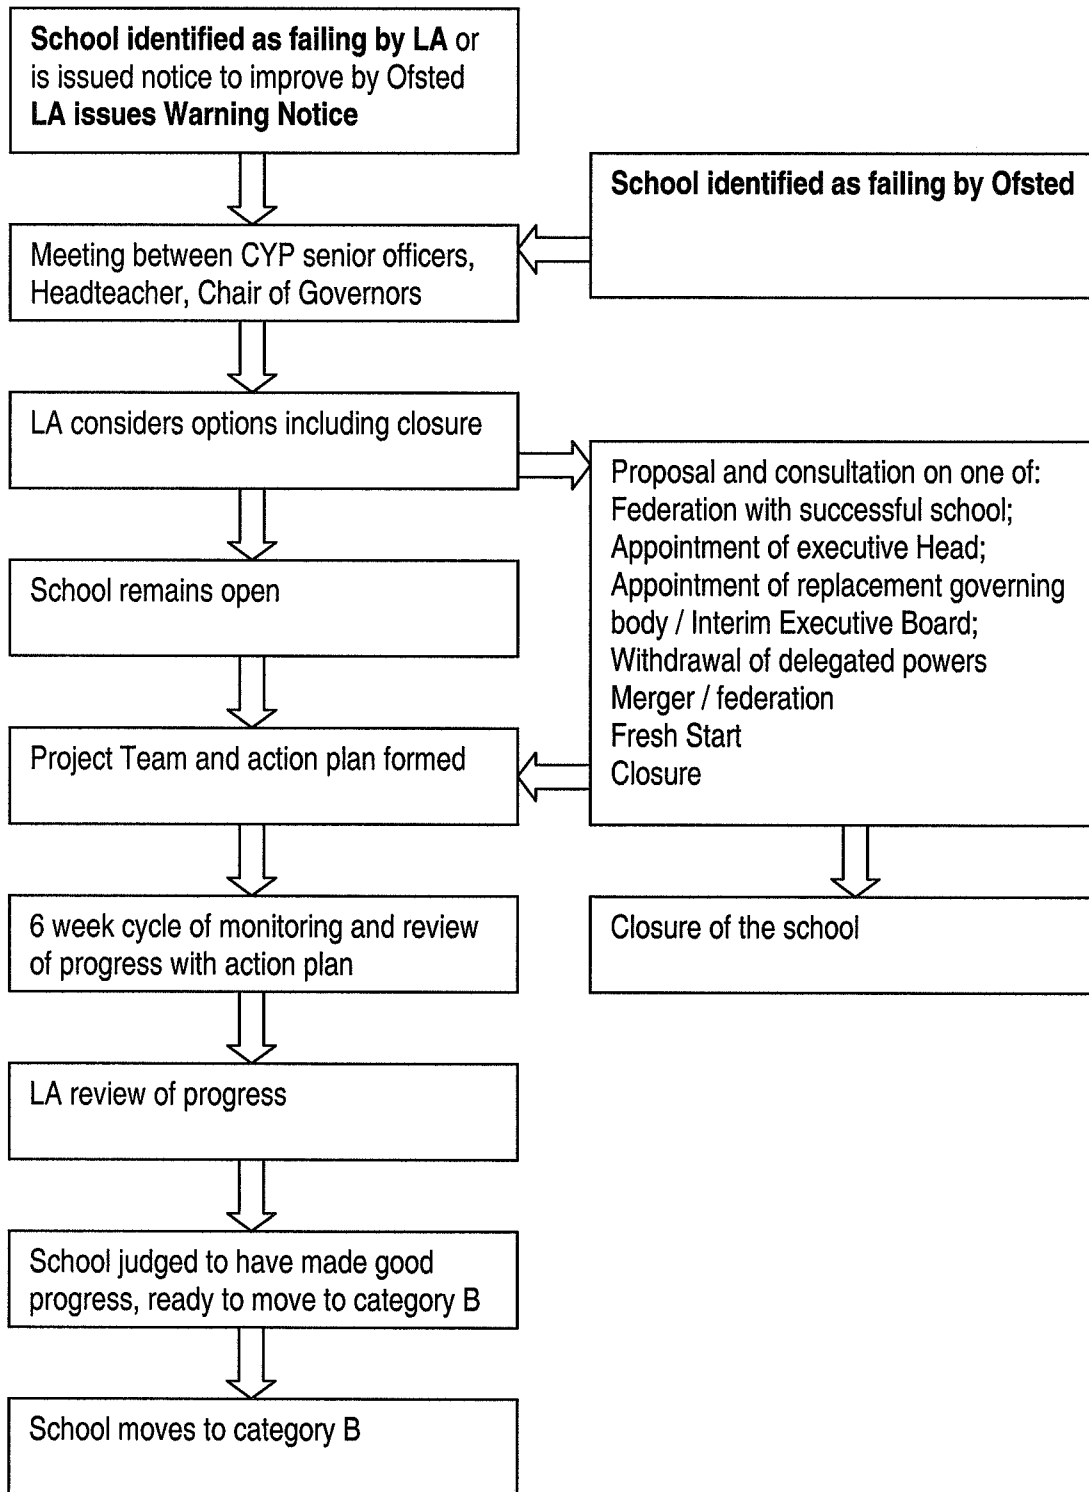 School identified as failing by LA or
is issued notice to improve by Ofsted
LA issues Warning Notice
School identified as failing by Ofsted
Meeting between CYP senior officers,
Headteacher, Chair of Governors
LA considers options including closure
Proposal and consultation on one of:
Federation with successful school;
Appointment of executive Head;
Appointment of replacement governing
body / Interim Executive Board;
Withdrawal of delegated powers
Merger / federation
Fresh Start
Closure
School remains open
Project Team and action plan formed
6 week cycle of monitoring and review
of progress with action plan
Closure of the school
LA review of progress
School judged to have made good
progress, ready to move to category B
School moves to category B